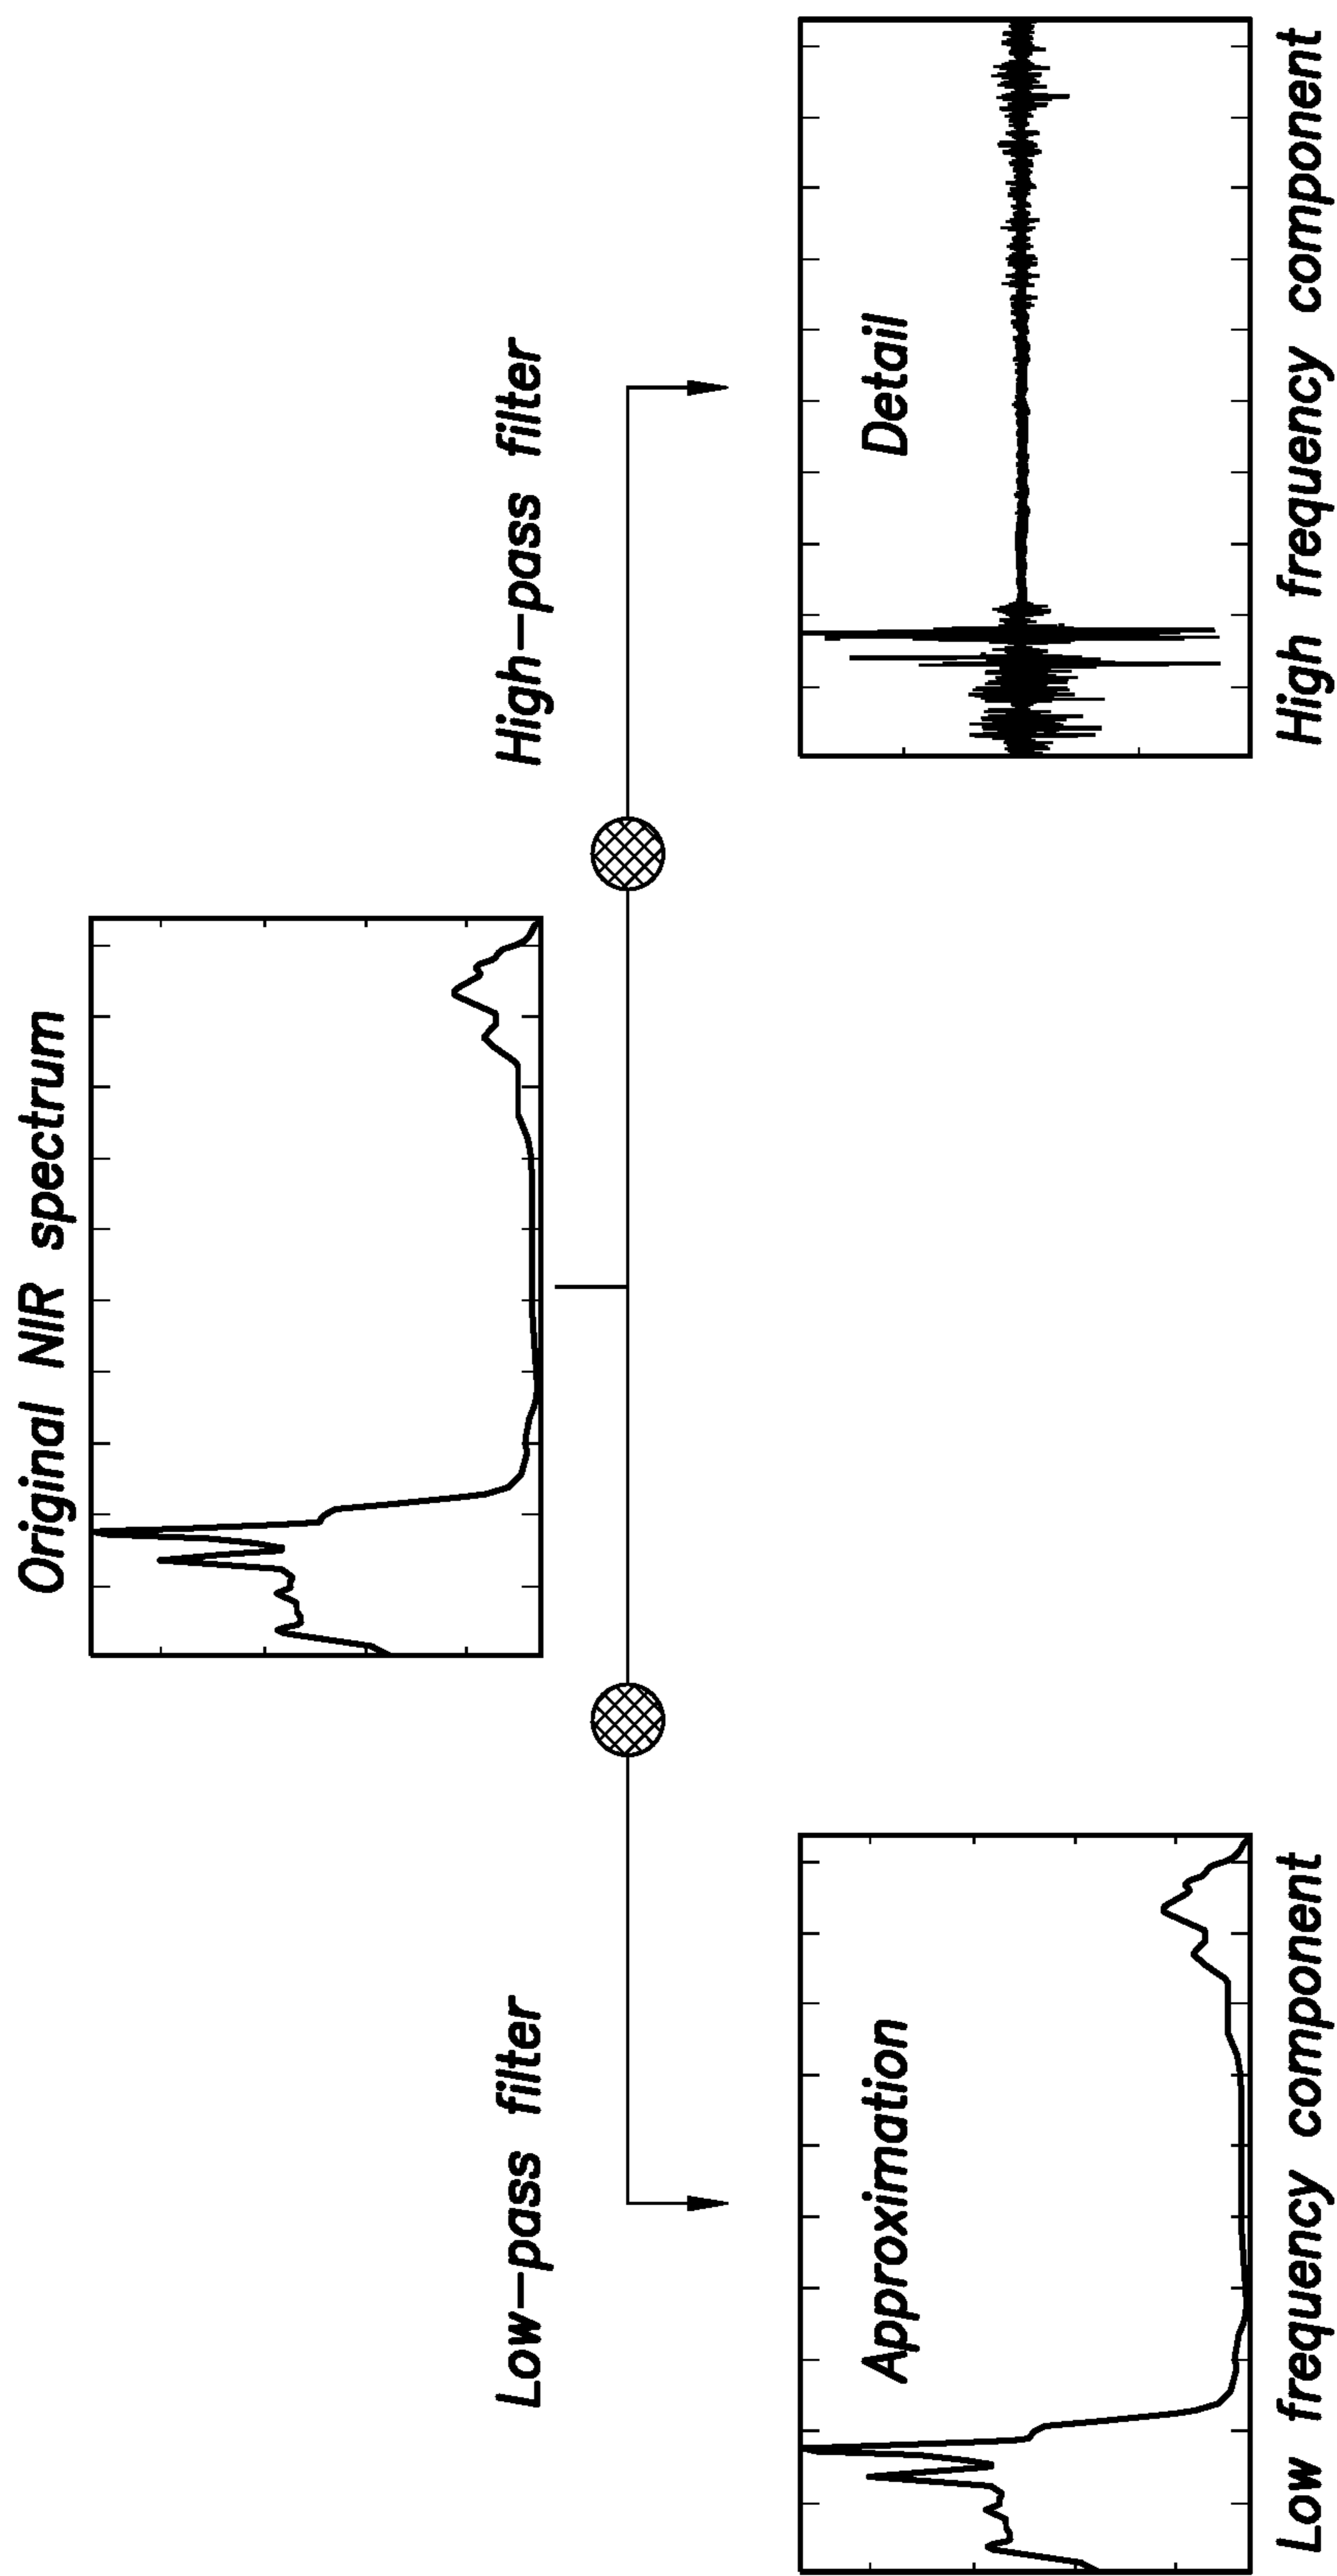 Original NIR spectrum
Low-pass filter
High-pass filter
Approximation
Detail
Low frequency component
High frequency component